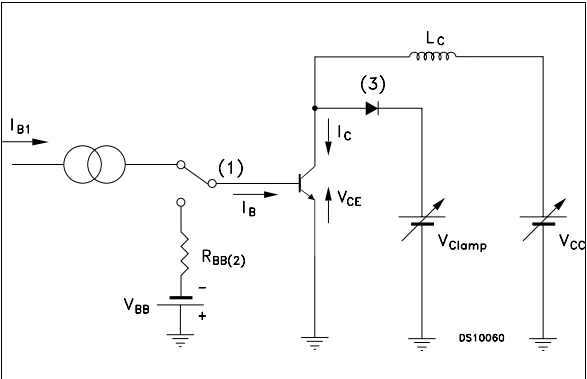 LC
(3)
IB1
IC
(1)
IB
VCE
RBB(2)
VClamp
VCC
VBB
-
+
DS10060